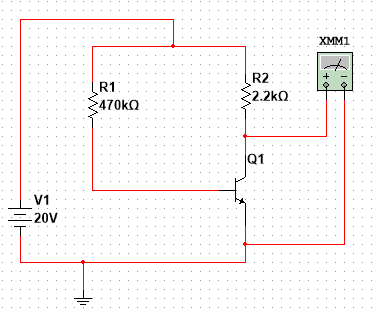 XMM1
+ -
R1
470kΩ
R2
2.2kΩ
Q1
V1
20V